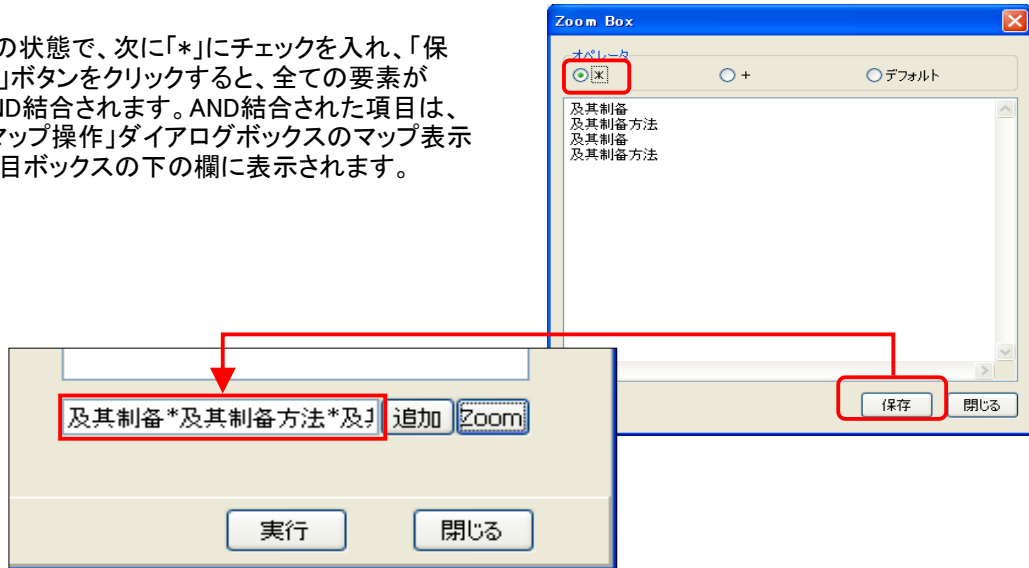 の状態で、次に「*」にチェックを入れ、「保
」ボタンをクリックすると、全ての要素が
ND結合されます。AND結合された項目は、
マップ操作」ダイアログボックスのマップ表示
目ボックスの下の欄に表示されます。
Zoom Box
オペレータ
*
+
デフォルト
及其制备
及其制备方法
及其制备
及其制备方法
保存
閉じる
及其制备*及其制备方法*及
追加
Zoom
実行
閉じる